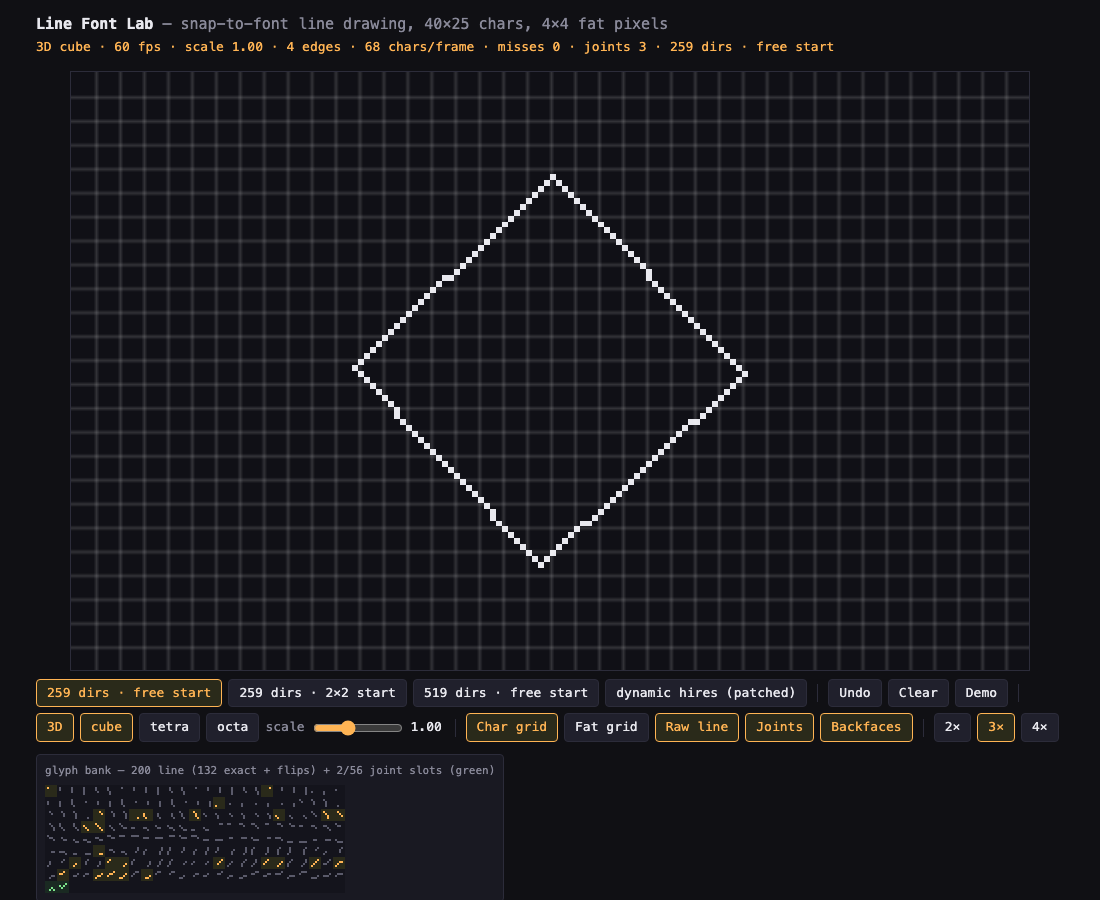 Line Font Lab — snap-to-font line drawing, 40×25 chars, 4×4 fat pixels
3D cube · 60 fps · scale 1.00 · 4 edges · 68 chars/frame · misses 0 · joints 3 · 259 dirs · free start
259 dirs · free start 259 dirs · 2×2 start 519 dirs · free start dynamic hires (patched) Undo Clear Demo
3D cube tetra octa scale 1.00 Char grid Fat grid Raw line Joints Backfaces 2× 3× 4×
glyph bank — 200 line (132 exact + flips) + 2/56 joint slots (green)